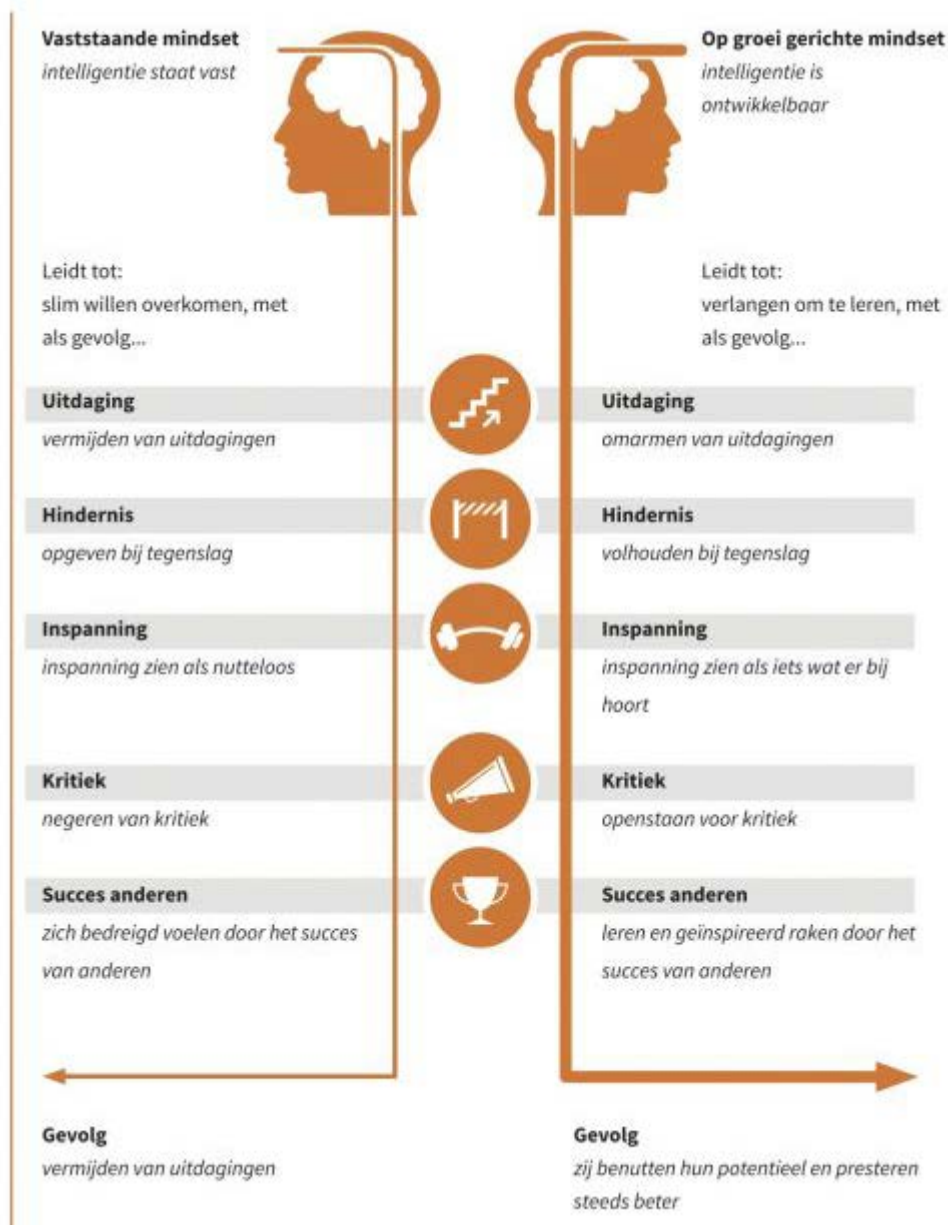 Vaststaande mindset
intelligentie staat vast
Op groei gerichte mindset
intelligentie is
ontwikkelbaar
Leidt tot:
slim willen overkomen, met
als gevolg...
Leidt tot:
verlangen om te leren, met
als gevolg...
Uitdaging
vermijden van uitdagingen
Uitdaging
omarmen van uitdagingen
Hindernis
opgeven bij tegenslag
Hindernis
volhouden bij tegenslag
Inspanning
inspanning zien als nutteloos
Inspanning
inspanning zien als iets wat er bij
hoort
Kritiek
negeren van kritiek
Kritiek
openstaan voor kritiek
Succes anderen
zich bedreigd voelen door het succes
van anderen
Succes anderen
leren en geïnspireerd raken door het
succes van anderen
Gevolg
vermijden van uitdagingen
Gevolg
zij benutten hun potentieel en presteren
steeds beter